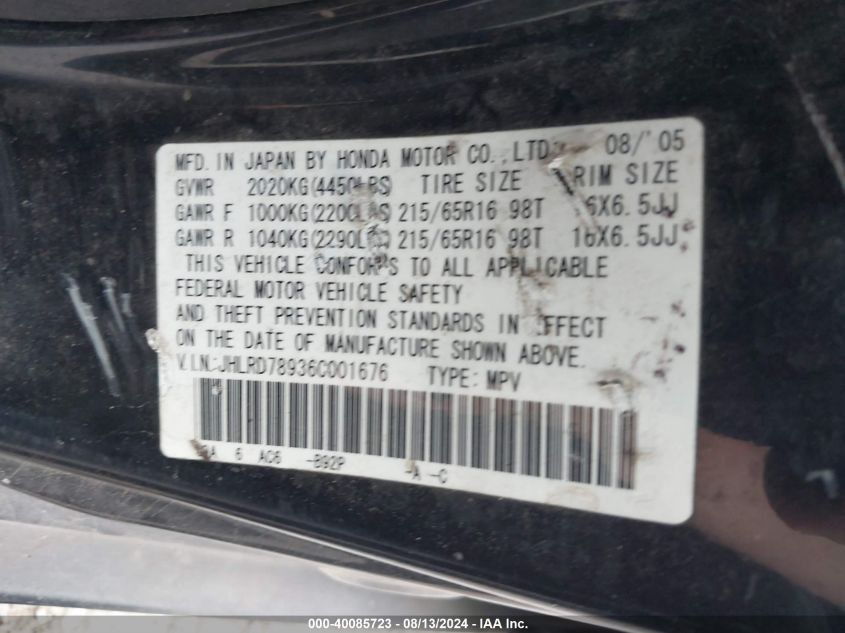 MFD. IN JAPAN BY HONDA MOTOR CO., LTD. 08/'05
GVWR 2020KG(4450LBS) TIRE SIZE RIM SIZE
GAWR F 1000KG(2200LBS) 215/65R16 98T 16X6.5JJ
GAWR R 1040KG(2290LBS) 215/65R16 98T 16X6.5JJ
THIS VEHICLE CONFORMS TO ALL APPLICABLE
FEDERAL MOTOR VEHICLE SAFETY
AND THEFT PREVENTION STANDARDS IN EFFECT
ON THE DATE OF MANUFACTURE SHOWN ABOVE.
V.I.N.:JHLRD78936C001676 TYPE: MPV
6 AC6 -B92P -A -C
000-40085723 - 08/13/2024 - IAA Inc.